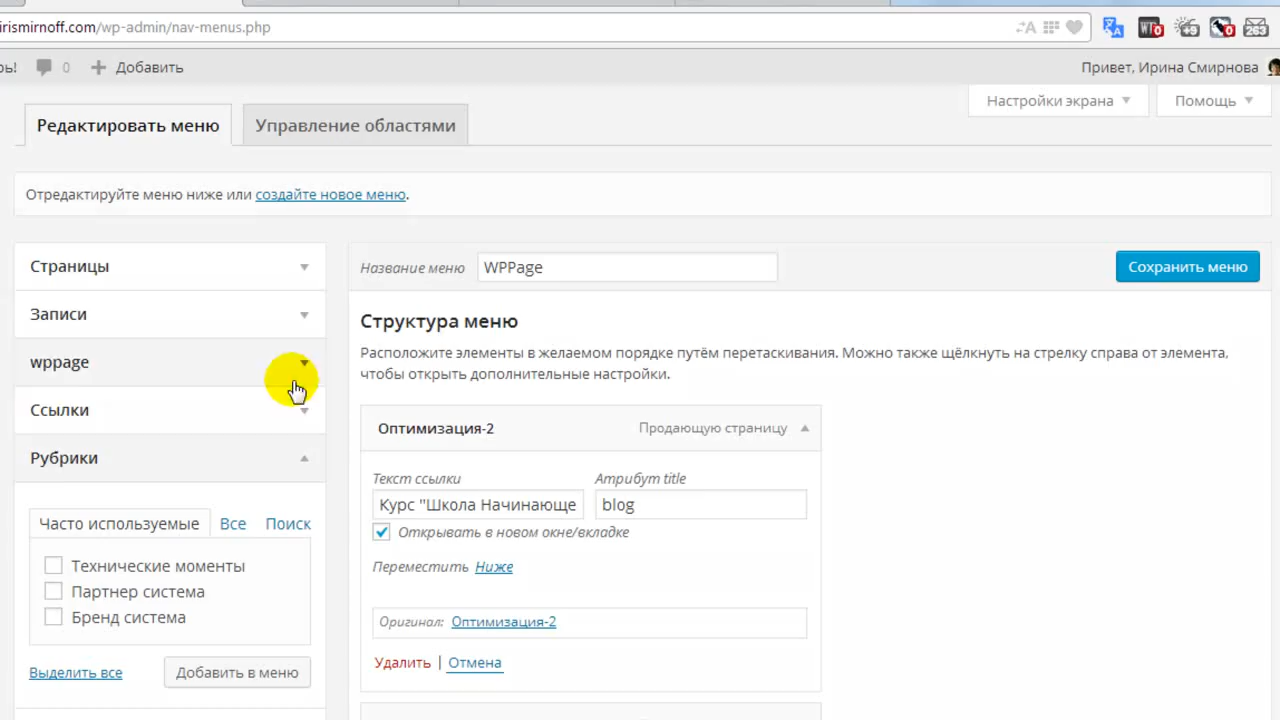 irismirnoff.com/wp-admin/nav-menus.php
рь! 0 Добавить Привет, Ирина Смирнова
Настройки экрана Помощь
Редактировать меню Управление областями
Отредактируйте меню ниже или создайте новое меню.
Страницы
Записи
wppage
Ссылки
Рубрики
Часто используемые Все Поиск
Технические моменты
Партнер система
Бренд система
Выделить все Добавить в меню
Название меню WPPage Сохранить меню
Структура меню
Расположите элементы в желаемом порядке путём перетаскивания. Можно также щёлкнуть на стрелку справа от элемента,
чтобы открыть дополнительные настройки.
Оптимизация-2 Продающую страницу
Текст ссылки Атрибут title
Курс "Школа Начинающе blog
Открывать в новом окне/вкладке
Переместить Ниже
Оригинал: Оптимизация-2
Удалить | Отмена